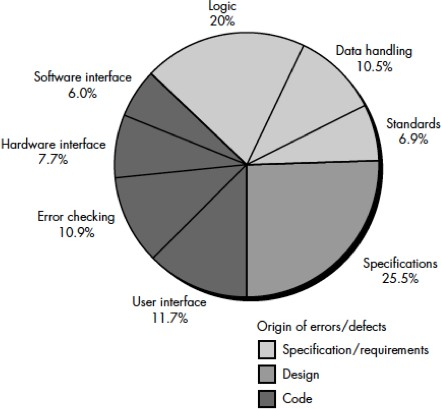 Logic
20%
Data handling
10.5%
Standards
6.9%
Specifications
25.5%
User interface
11.7%
Error checking
10.9%
Hardware interface
7.7%
Software interface
6.0%
Origin of errors/defects
Specification/requirements
Design
Code